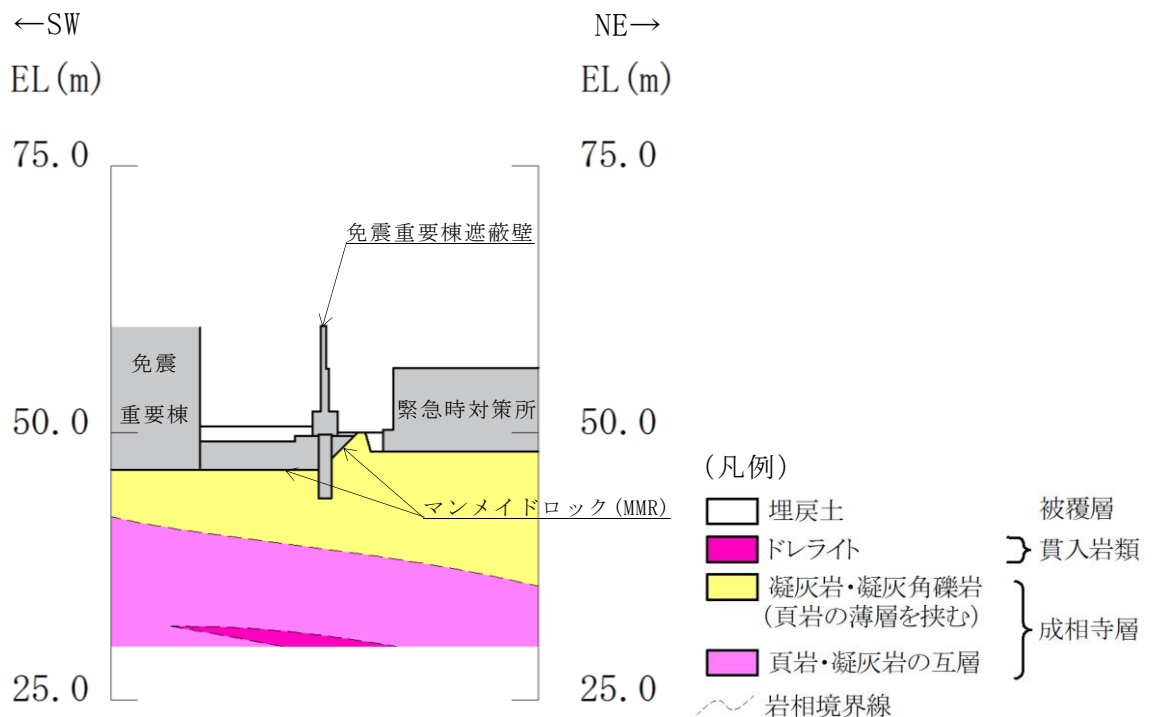 ←SW
NE→
EL(m)
EL(m)
75.0
75.0
免震重要棟遮蔽壁
免震
重要棟
緊急時対策所
50.0
50.0
マンメイドロック(MMR)
(凡例)
埋戻土
被覆層
ドレライト
貫入岩類
凝灰岩・凝灰角礫岩
(頁岩の薄層を挟む)
成相寺層
頁岩・凝灰岩の互層
25.0
25.0
岩相境界線